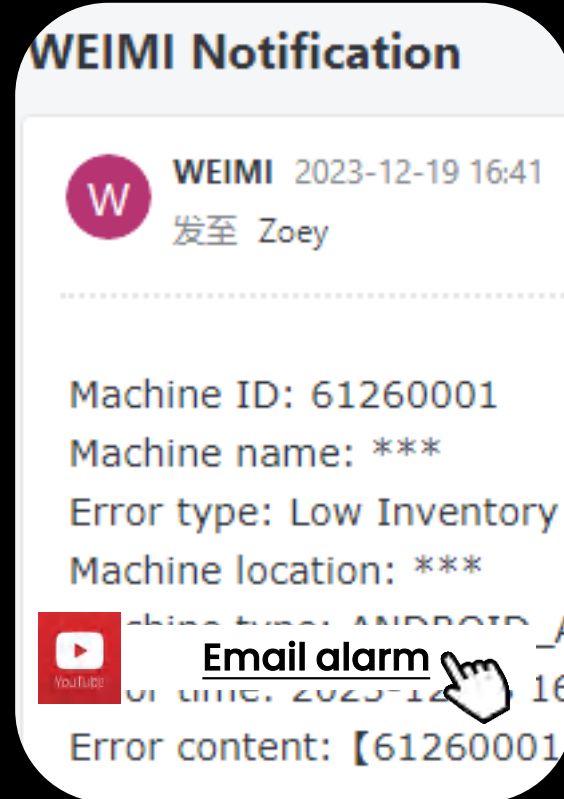 WEIMI Notification
W
WEIMI 2023-12-19 16:41
发至 Zoey
Machine ID: 61260001
Machine name: ***
Error type: Low Inventory
Machine location: ***
YouTube
Email alarm
Error content:【61260001